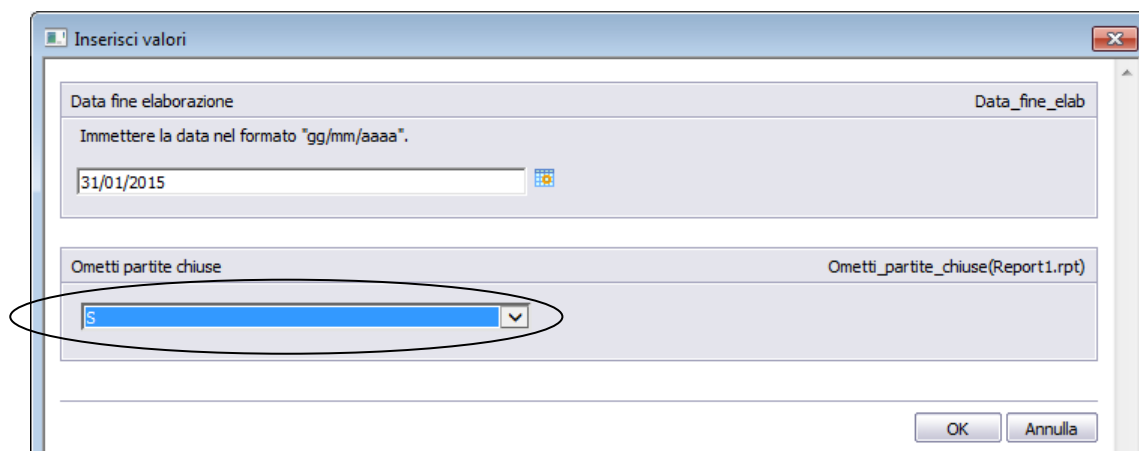 Inserisci valori
Data fine elaborazione Data_fine_elab
Immettere la data nel formato "gg/mm/aaaa".
31/01/2015
Ometti partite chiuse Ometti_partite_chiuse(Report1.rpt)
S
OK Annulla